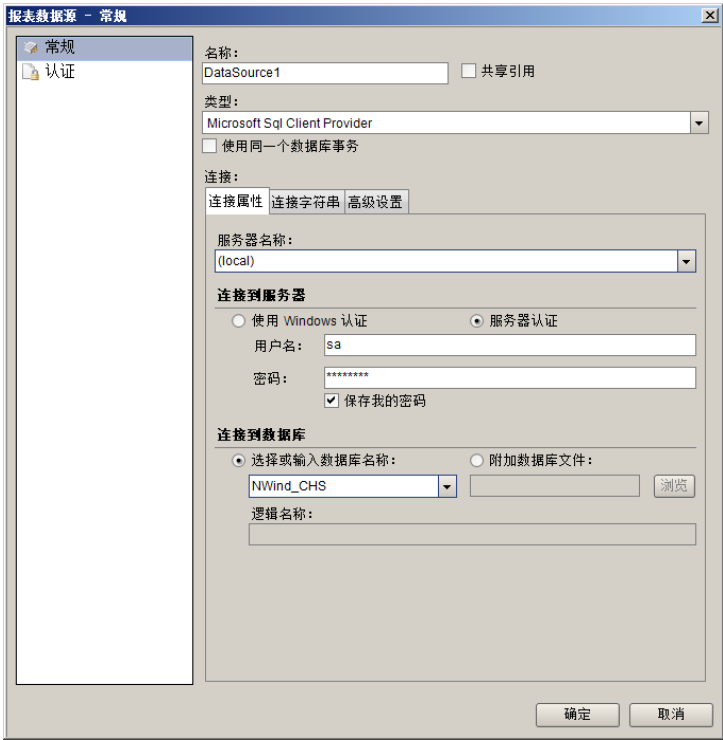 报表数据源 - 常规
常规
认证
名称:
DataSource1
共享引用
类型:
Microsoft Sql Client Provider
使用同一个数据库事务
连接:
连接属性 连接字符串 高级设置
服务器名称:
(local)
连接到服务器
使用 Windows 认证 服务器认证
用户名: sa
密码: ********
保存我的密码
连接到数据库
选择或输入数据库名称: 附加数据库文件:
NWind_CHS 浏览
逻辑名称:
确定 取消